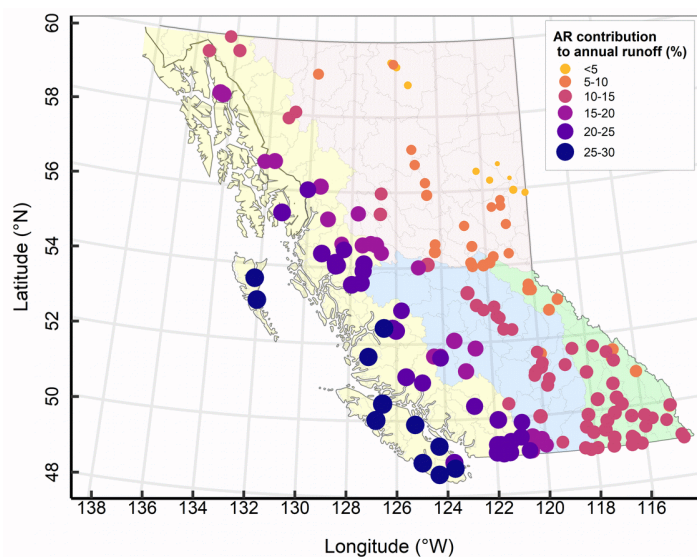 60
58
56
54
52
50
48
Latitude (°N)
AR contribution
to annual runoff (%)
<5
5-10
10-15
15-20
20-25
25-30
138 136 134 132 130 128 126 124 122 120 118 116 114
Longitude (°W)